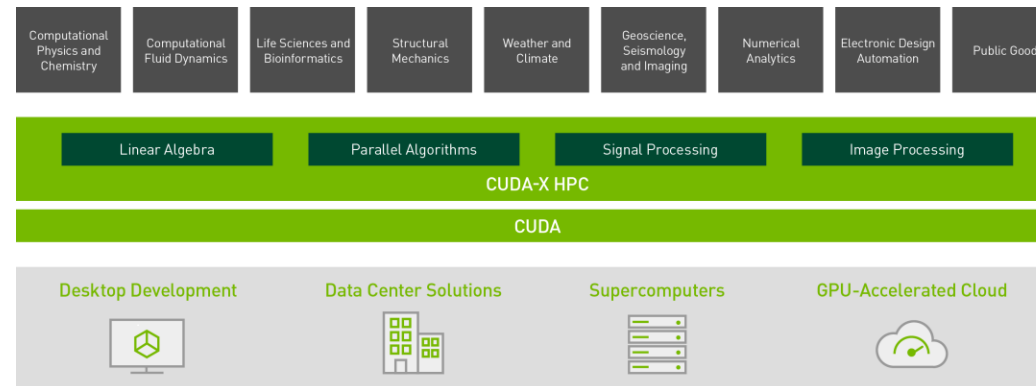 Computational
Physics and
Chemistry
Computational
Fluid Dynamics
Life Sciences and
Bioinformatics
Structural
Mechanics
Weather and
Climate
Geoscience,
Seismology
and Imaging
Numerical
Analytics
Electronic Design
Automation
Public Good
Linear Algebra
Parallel Algorithms
Signal Processing
Image Processing
CUDA-X HPC
CUDA
Desktop Development
Data Center Solutions
Supercomputers
GPU-Accelerated Cloud